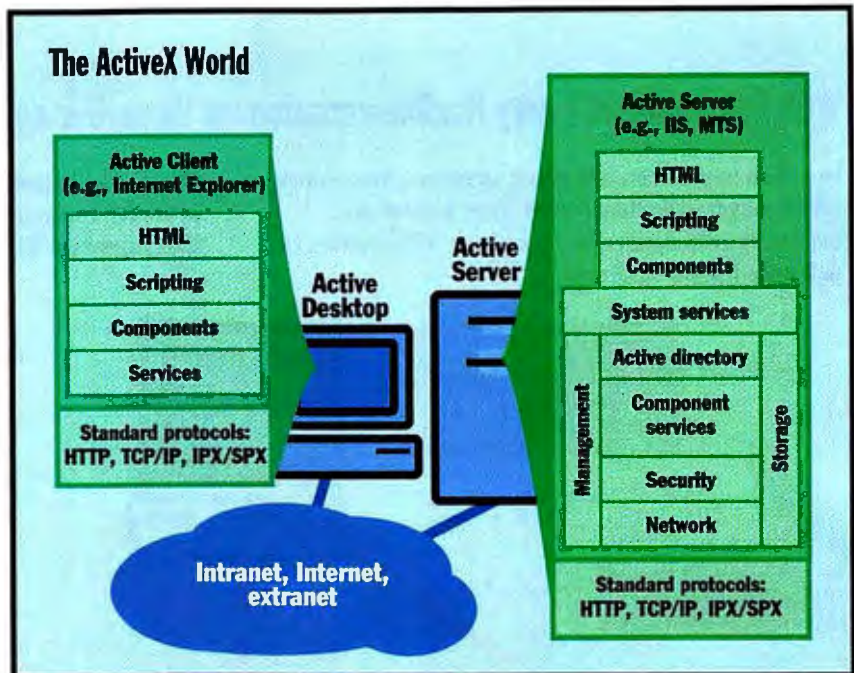 The ActiveX World
Active Client
(e.g., Internet Explorer)
HTML
Scripting
Components
Services
Standard protocols:
HTTP, TCP/IP, IPX/SPX
Active
Desktop
Active
Server
Intranet, Internet,
extranet
Active Server
(e.g., IIS, MTS)
HTML
Scripting
Components
System services
Management
Active directory
Component
services
Security
Network
Storage
Standard protocols:
HTTP, TCP/IP, IPX/SPX